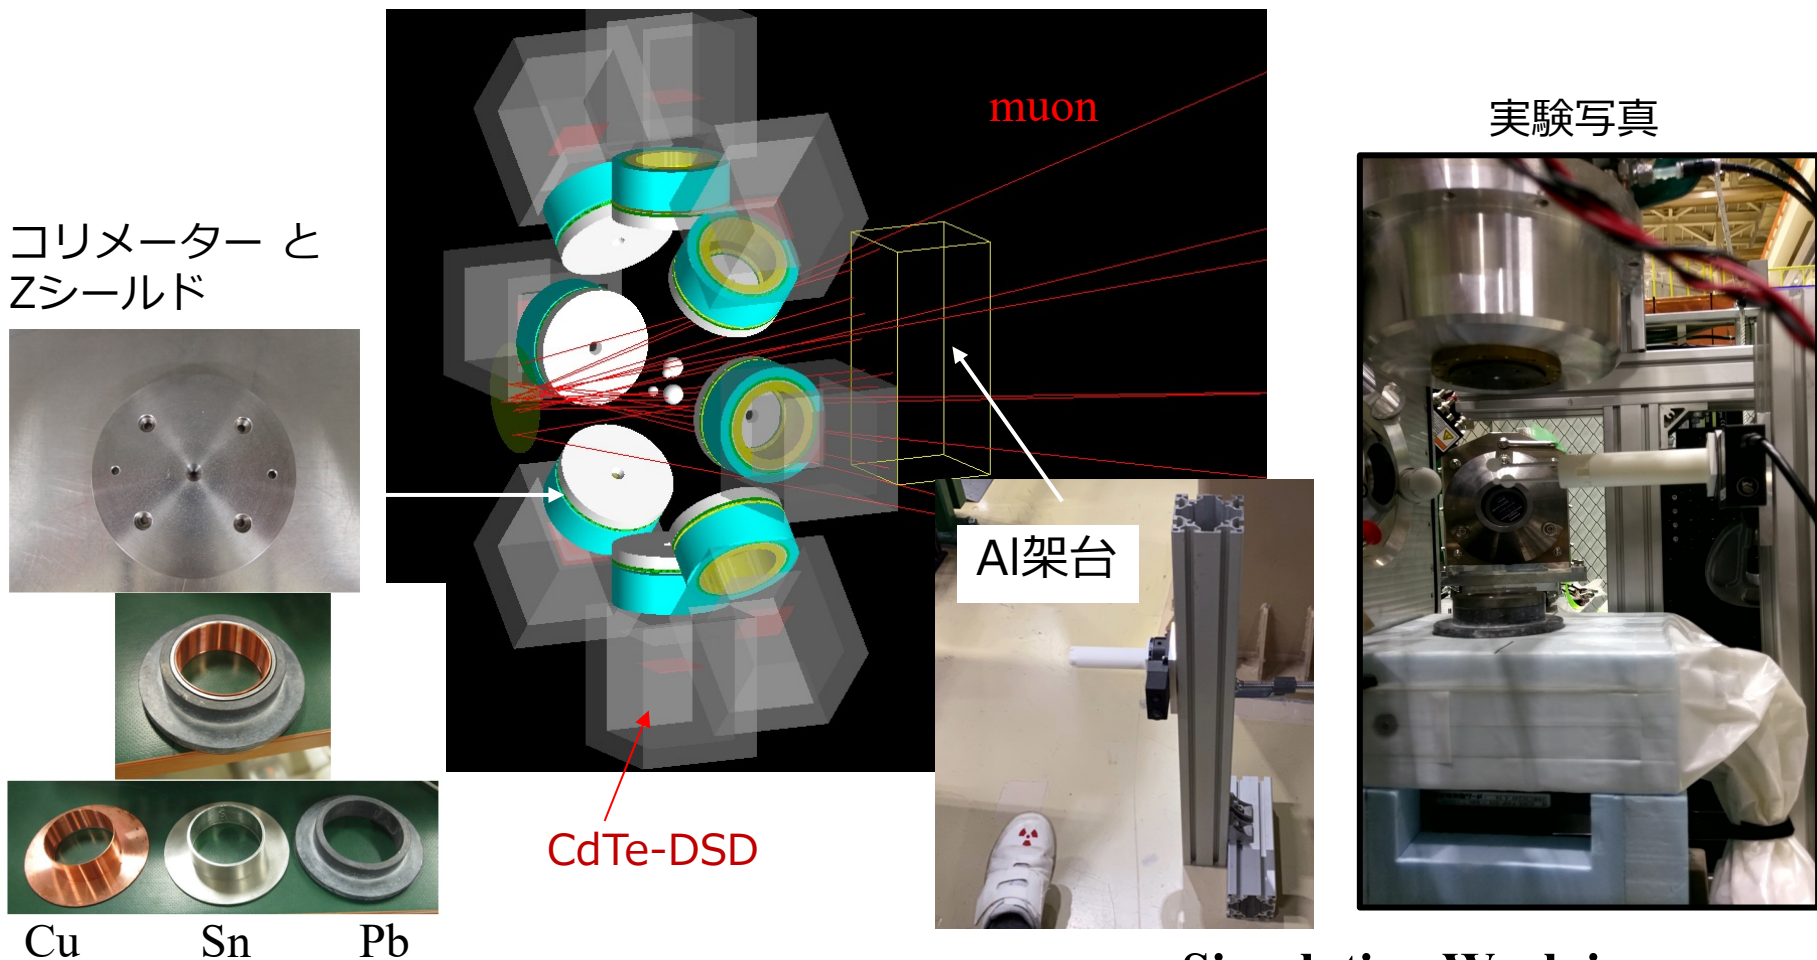 muon
実験写真
コリメーター と
Zシールド
Al架台
CdTe-DSD
Cu
Sn
Pb